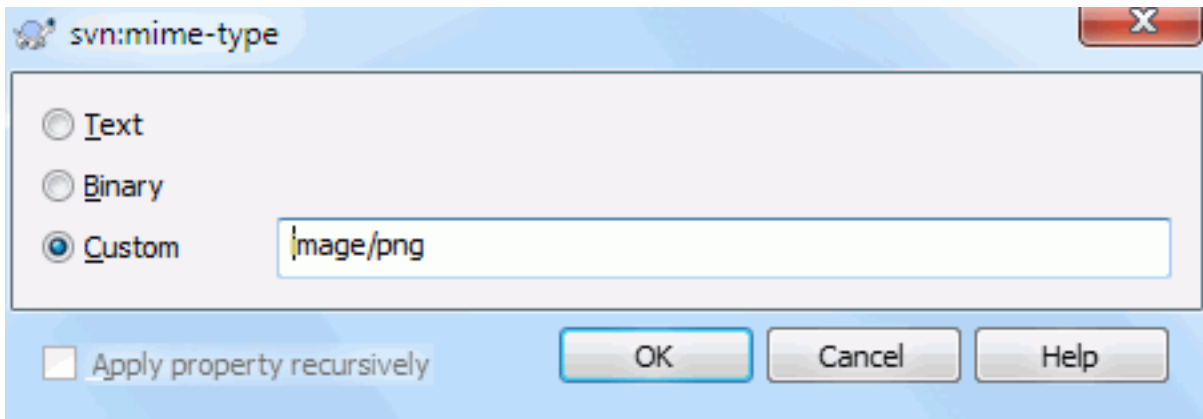 svn:mime-type
Text
Binary
Custom image/png
Apply property recursively OK Cancel Help